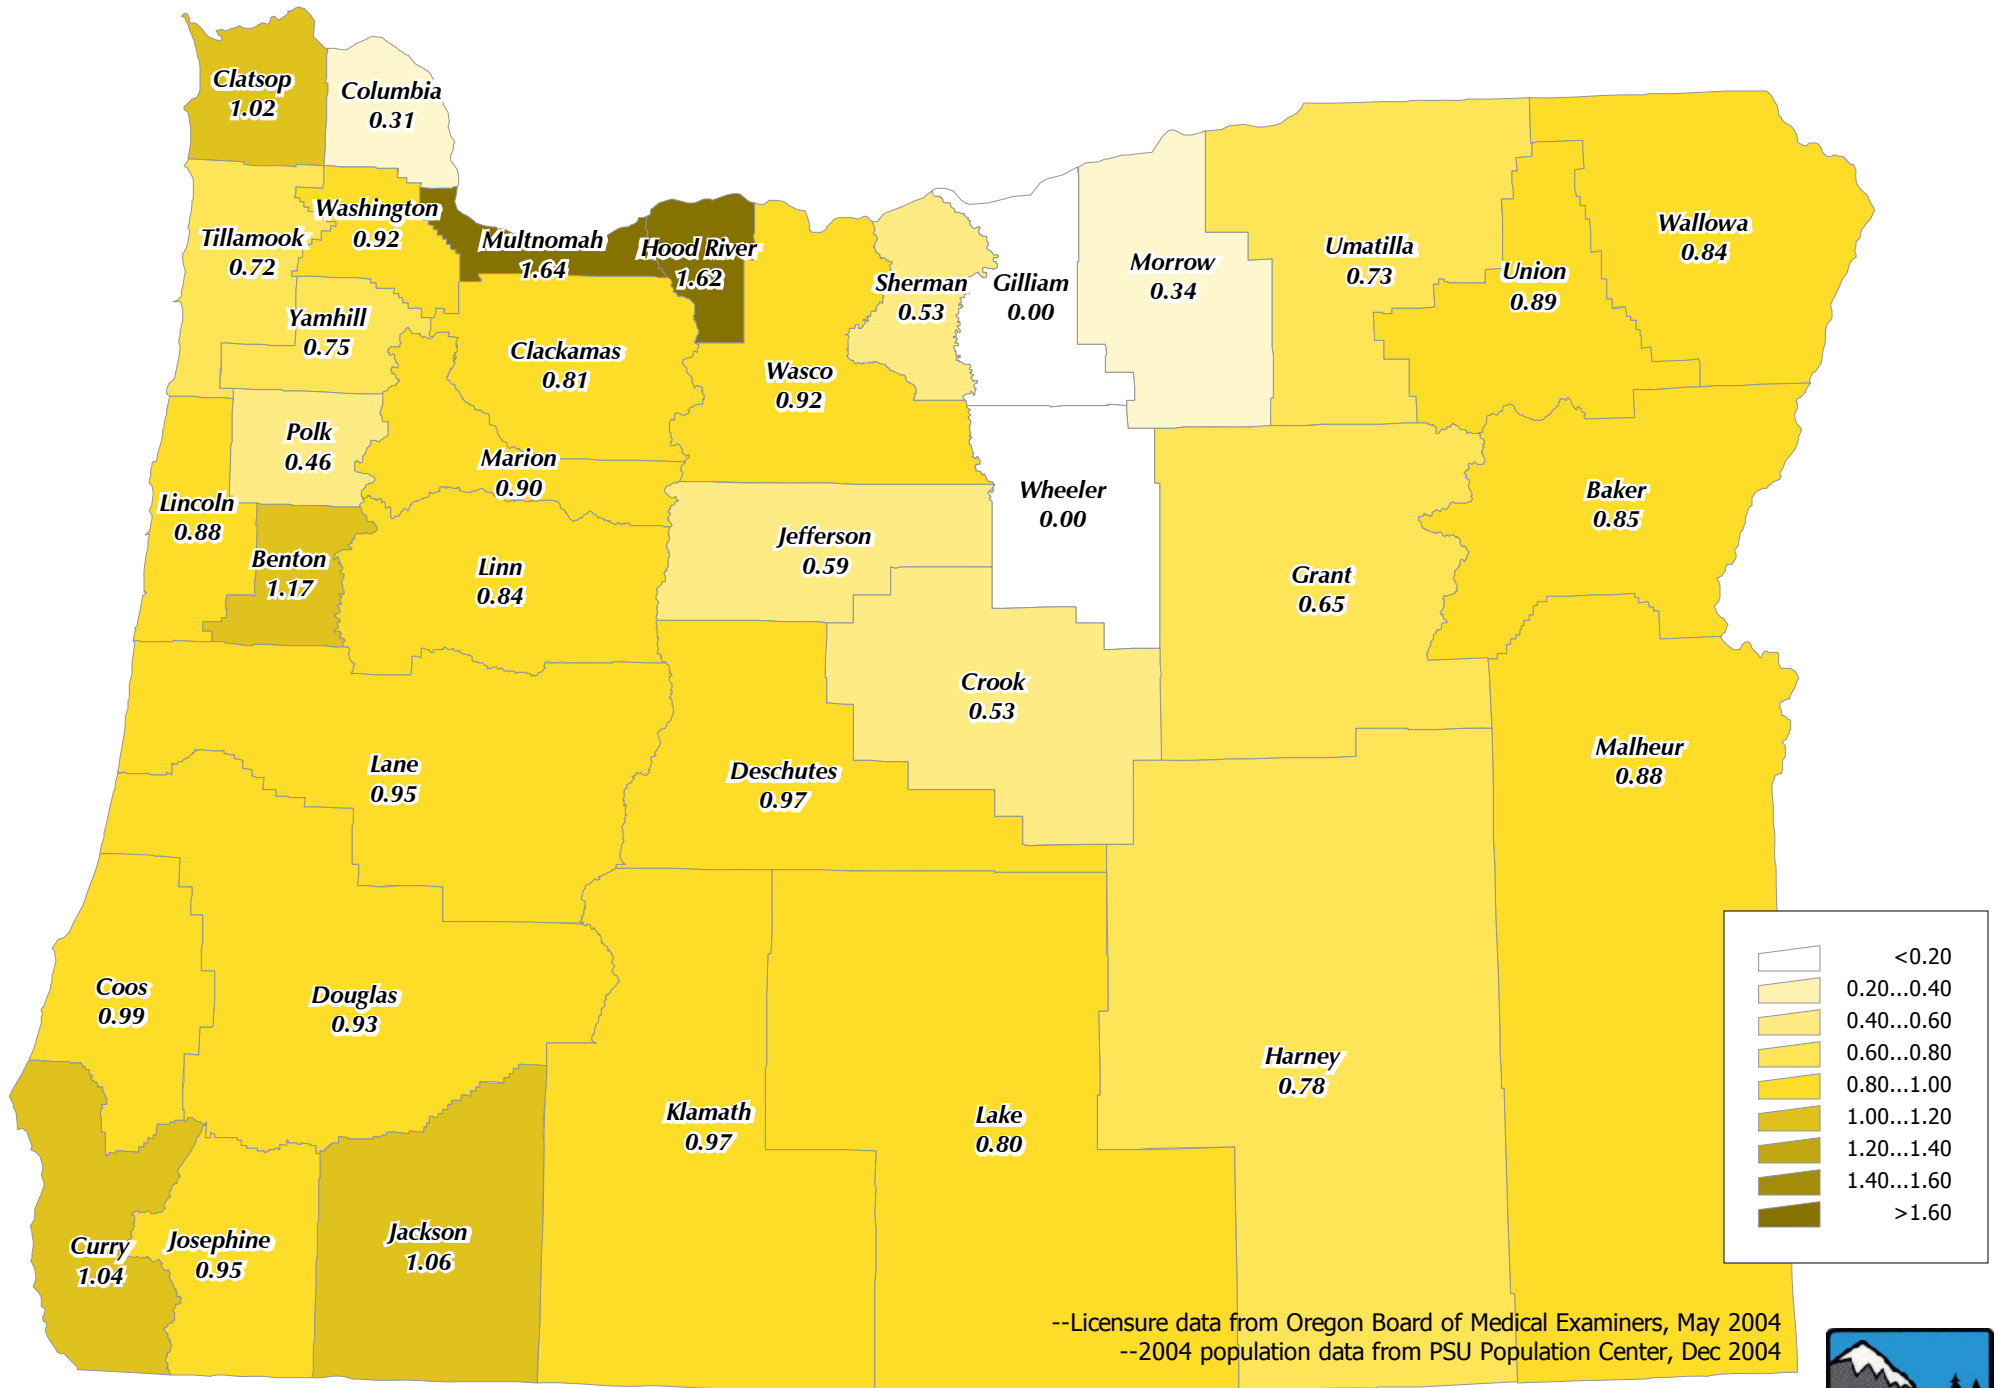 Clatsop
1.02
Columbia
0.31
Washington
0.92
Tillamook
0.72
Multnomah
1.64
Hood River
1.62
Sherman
0.53
Gilliam
0.00
Morrow
0.34
Umatilla
0.73
Union
0.89
Wallowa
0.84
Yamhill
0.75
Clackamas
0.81
Wasco
0.92
Polk
0.46
Marion
0.90
Lincoln
0.88
Benton
1.17
Linn
0.84
Jefferson
0.59
Wheeler
0.00
Grant
0.65
Baker
0.85
Crook
0.53
Lane
0.95
Deschutes
0.97
Malheur
0.88
Coos
0.99
Douglas
0.93
Klamath
0.97
Lake
0.80
Harney
0.78
Curry
1.04
Josephine
0.95
Jackson
1.06
<0.20
0.20...0.40
0.40...0.60
0.60...0.80
0.80...1.00
1.00...1.20
1.20...1.40
1.40...1.60
>1.60
--Licensure data from Oregon Board of Medical Examiners, May 2004
--2004 population data from PSU Population Center, Dec 2004